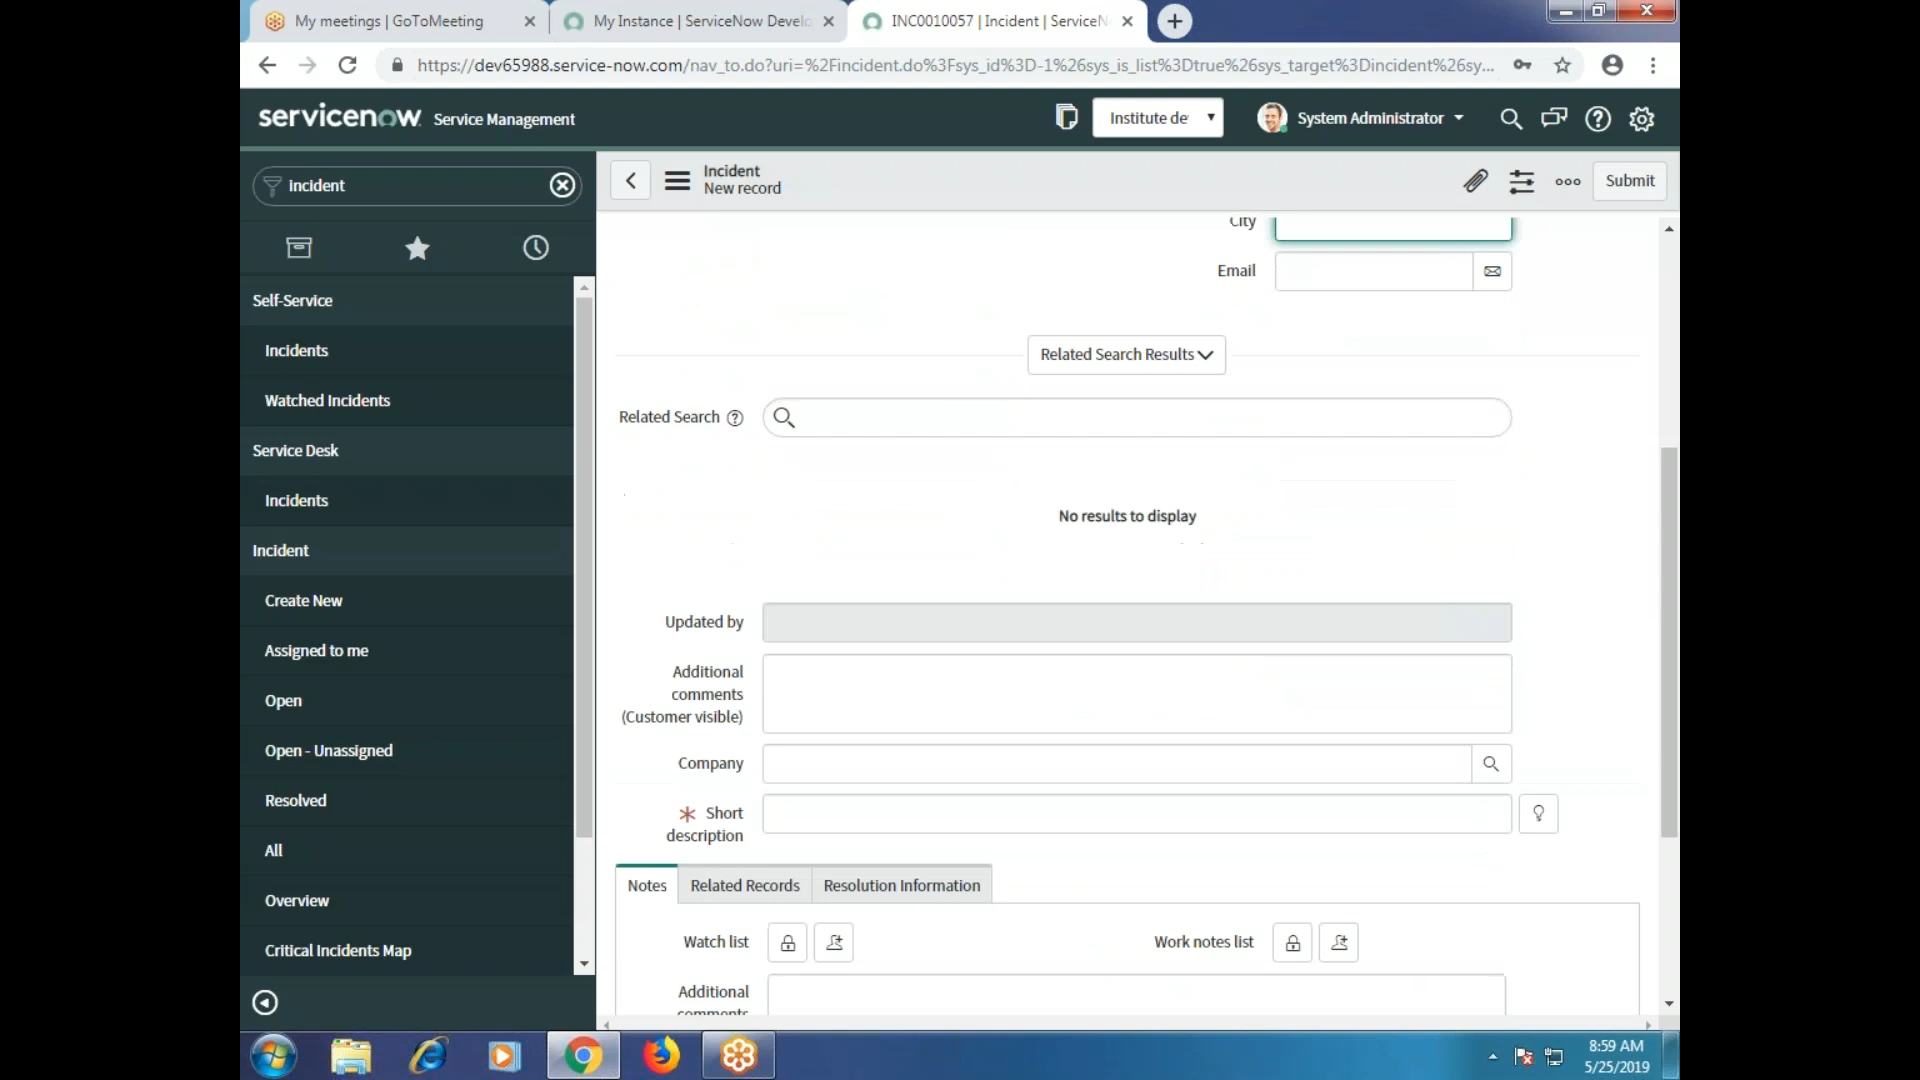 My meetings | GoToMeeting
My Instance | ServiceNow Develo
INC0010057 | Incident | ServiceN
https://dev65988.service-now.com/nav_to.do?uri=%2Fincident.do%3Fsys_id%3D-1%26sys_is_list%3Dtrue%26sys_target%3Dincident%26sy...
servicenow Service Management
Institute de
System Administrator
incident
Incident
New record
Submit
Self-Service
Incidents
Watched Incidents
Service Desk
Incidents
Incident
Create New
Assigned to me
Open
Open - Unassigned
Resolved
All
Overview
Critical Incidents Map
City
Email
Related Search Results
Related Search
No results to display
Updated by
Additional
comments
(Customer visible)
Company
Short
description
Notes
Related Records
Resolution Information
Watch list
Work notes list
Additional
comments
8:59 AM
5/25/2019